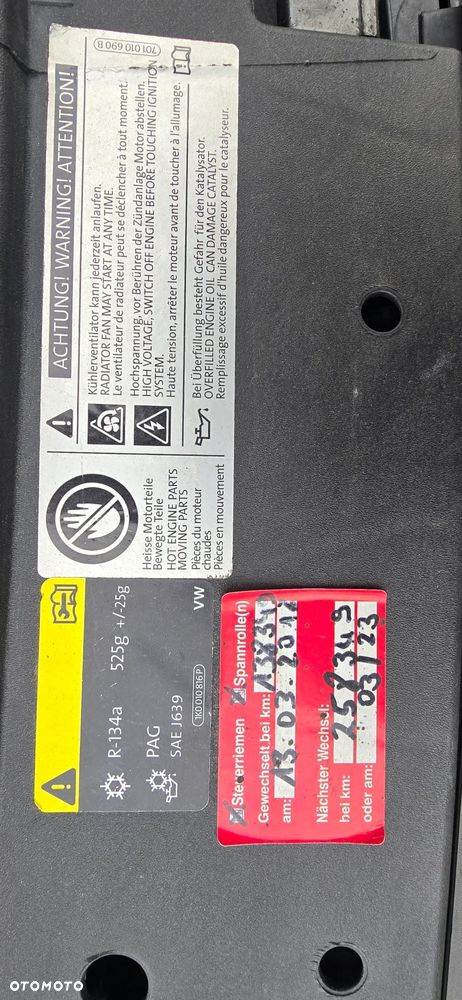 ACHTUNG! WARNING! ATTENTION!
701 010 690 B
Kühlerventilator kann jederzeit anlaufen.
RADIATOR FAN MAY START AT ANY TIME.
Le ventilateur de radiateur peut se déclencher à tout moment.
Hochspannung, vor Berühren der Zündanlage Motor abstellen.
HIGH VOLTAGE, SWITCH OFF ENGINE BEFORE TOUCHING IGNITION
SYSTEM.
Haute tension, arrêter le moteur avant de toucher à l'allumage.
Bei Überfüllung besteht Gefahr für den Katalysator.
OVERFILLED ENGINE OIL CAN DAMAGE CATALYST.
Remplissage excessif d'huile dangereux pour le catalyseur.
Heisse Motorteile
Bewegte Teile
HOT ENGINE PARTS
MOVING PARTS
Pièces du moteur
chaudes
Pièces en mouvement
R-134a 525g +/-25g
PAG
SAE J639
1K0 010 816 P
VW
Steuerriemen Spannrolle(n)
Gewechselt bei km: 138349
am: 13.03.2017
Nächster Wechsel:
bei km: 258349
oder am: 03/23
OTOMOTO